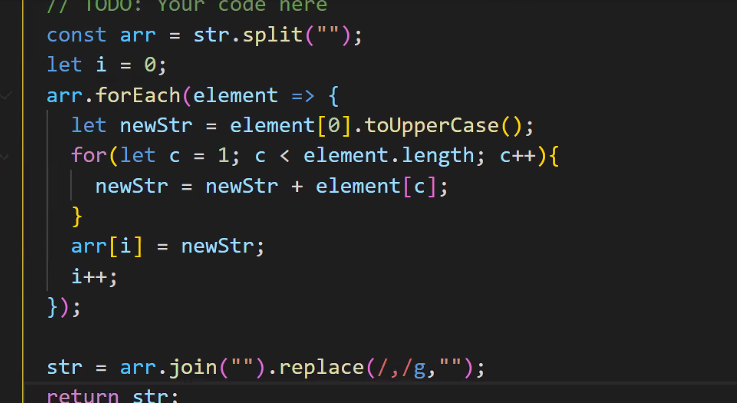 // TODO: Your code here
const arr = str.split("");
let i = 0;
arr.forEach(element => {
let newStr = element[0].toUpperCase();
for(let c = 1; c < element.length; c++){
newStr = newStr + element[c];
}
arr[i] = newStr;
i++;
});
str = arr.join("").replace(/,/g,"");
return str;